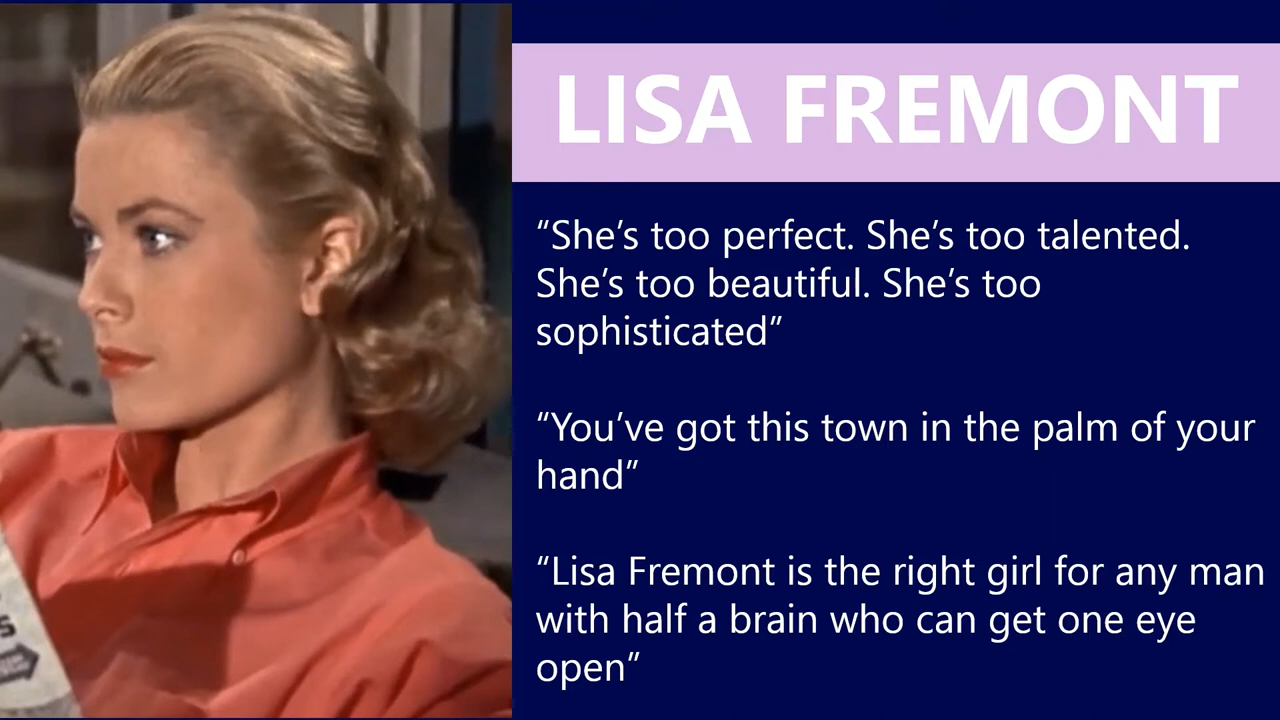 LISA FREMONT
“She’s too perfect. She’s too talented.
She’s too beautiful. She’s too
sophisticated”
“You’ve got this town in the palm of your
hand”
“Lisa Fremont is the right girl for any man
with half a brain who can get one eye
open”